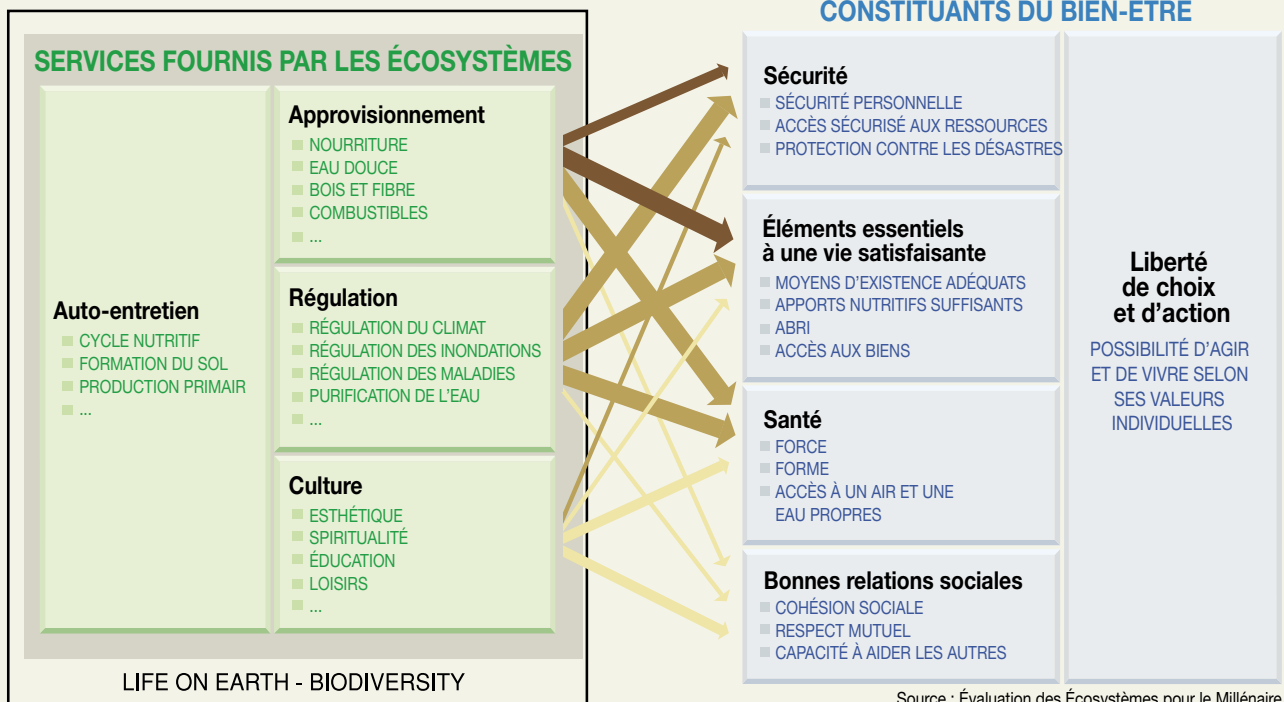 SERVICES FOURNIS PAR LES ÉCOSYSTÈMES
Auto-entretien
CYCLE NUTRITIF
FORMATION DU SOL
PRODUCTION PRIMAIR
...
Approvisionnement
NOURRITURE
EAU DOUCE
BOIS ET FIBRE
COMBUSTIBLES
...
Régulation
RÉGULATION DU CLIMAT
RÉGULATION DES INONDATIONS
RÉGULATION DES MALADIES
PURIFICATION DE L'EAU
...
Culture
ESTHÉTIQUE
SPIRITUALITÉ
ÉDUCATION
LOISIRS
...
LIFE ON EARTH - BIODIVERSITY
CONSTITUANTS DU BIEN-ETRE
Sécurité
SÉCURITÉ PERSONNELLE
ACCÈS SÉCURISÉ AUX RESSOURCES
PROTECTION CONTRE LES DÉSASTRES
Éléments essentiels
à une vie satisfaisante
MOYENS D'EXISTENCE ADÉQUATS
APPORTS NUTRITIFS SUFFISANTS
ABRI
ACCÈS AUX BIENS
Santé
FORCE
FORME
ACCÈS À UN AIR ET UNE
EAU PROPRES
Bonnes relations sociales
COHÉSION SOCIALE
RESPECT MUTUEL
CAPACITÉ À AIDER LES AUTRES
Liberté
de choix
et d'action
POSSIBILITÉ D'AGIR
ET DE VIVRE SELON
SES VALEURS
INDIVIDUELLES
Source : Évaluation des Écosystèmes pour le Millénaire